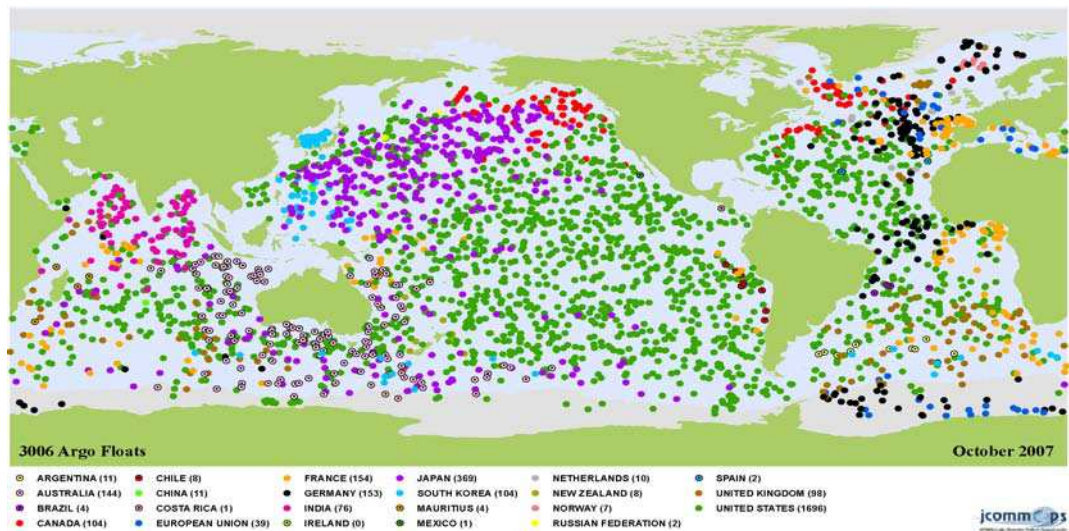 3006 Argo Floats
October 2007
ARGENTINA (11)
AUSTRALIA (144)
BRAZIL (4)
CANADA (104)
CHILE (8)
CHINA (11)
COSTA RICA (1)
EUROPEAN UNION (39)
FRANCE (154)
GERMANY (153)
INDIA (76)
IRELAND (0)
JAPAN (369)
SOUTH KOREA (104)
MAURITIUS (4)
MEXICO (1)
NETHERLANDS (10)
NEW ZEALAND (8)
NORWAY (7)
RUSSIAN FEDERATION (2)
SPAIN (2)
UNITED KINGDOM (98)
UNITED STATES (1696)
jcommops